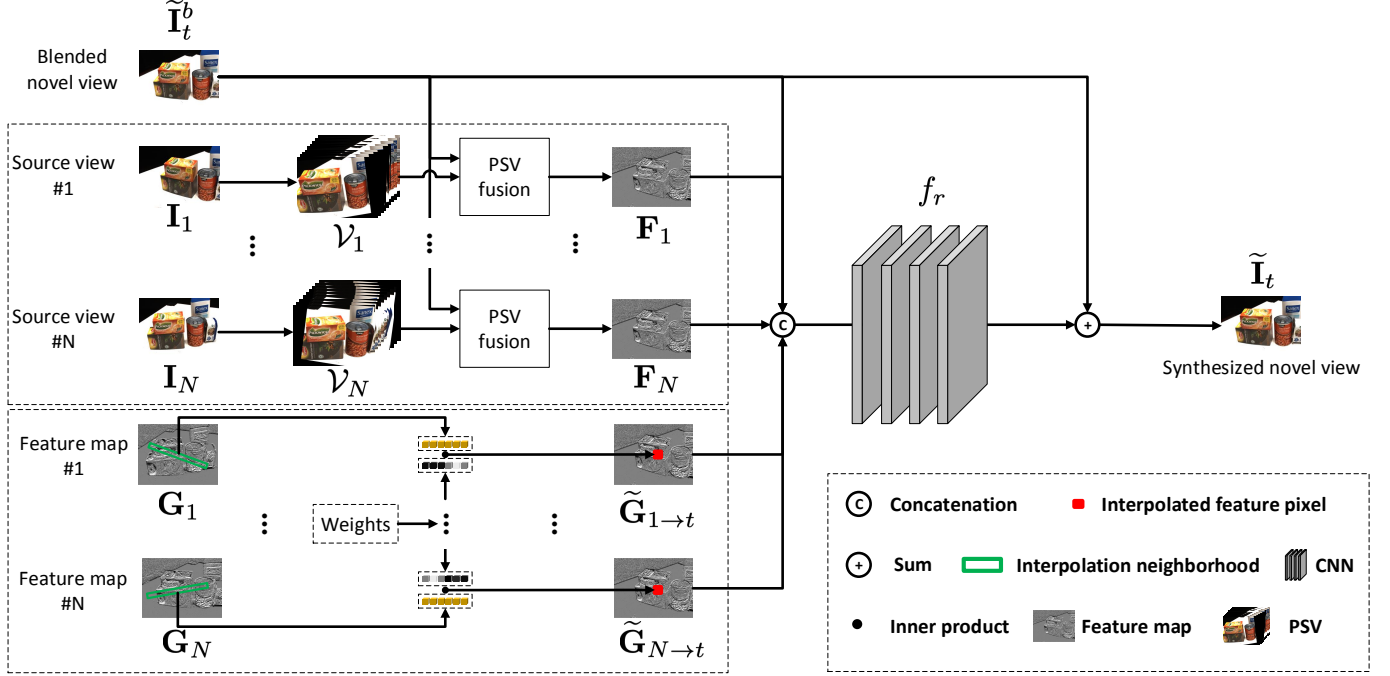 Ĩ_t^b
Blended
novel view
Source view
#1
I_1
V_1
PSV
fusion
F_1
Source view
#N
I_N
V_N
PSV
fusion
F_N
f_r
C
+
Ĩ_t
Synthesized novel view
Feature map
#1
G_1
Weights
G̃_{1→t}
Feature map
#N
G_N
G̃_{N→t}
C Concatenation
Interpolated feature pixel
+ Sum
Interpolation neighborhood
CNN
Inner product
Feature map
PSV